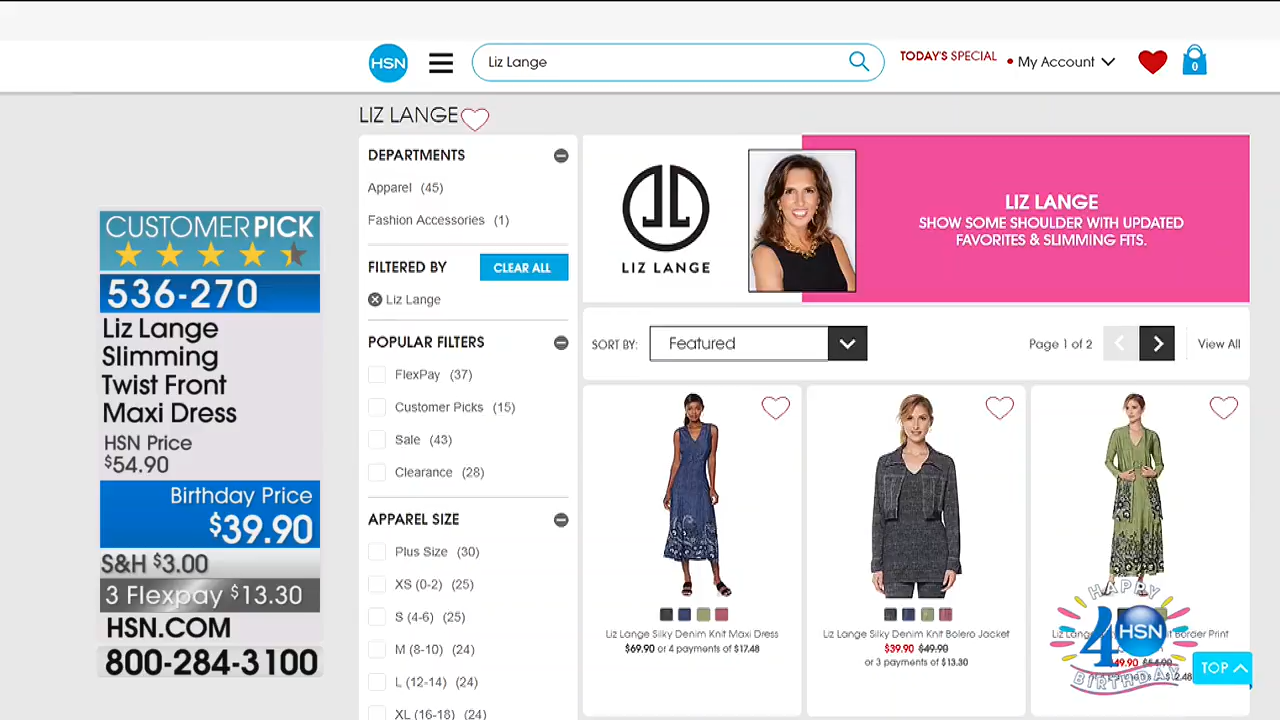 HSN
Liz Lange
TODAY'S SPECIAL
My Account
0
LIZ LANGE
CUSTOMER PICK
536-270
Liz Lange
Slimming
Twist Front
Maxi Dress
HSN Price
$54.90
Birthday Price
$39.90
S&H $3.00
3 Flexpay $13.30
HSN.COM
800-284-3100
DEPARTMENTS
Apparel (45)
Fashion Accessories (1)
FILTERED BY
CLEAR ALL
Liz Lange
POPULAR FILTERS
FlexPay (37)
Customer Picks (15)
Sale (43)
Clearance (28)
APPAREL SIZE
Plus Size (30)
XS (0-2) (25)
S (4-6) (25)
M (8-10) (24)
L (12-14) (24)
XL (16-18) (24)
LIZ LANGE
LIZ LANGE
SHOW SOME SHOULDER WITH UPDATED
FAVORITES & SLIMMING FITS.
SORT BY:
Featured
Page 1 of 2
View All
Liz Lange Silky Denim Knit Maxi Dress
$69.90 or 4 payments of $17.48
Liz Lange Silky Denim Knit Bolero Jacket
$39.90 $49.90
or 3 payments of $13.30
Border Print
HAPPY
40
HSN
BIRTHDAY
TOP